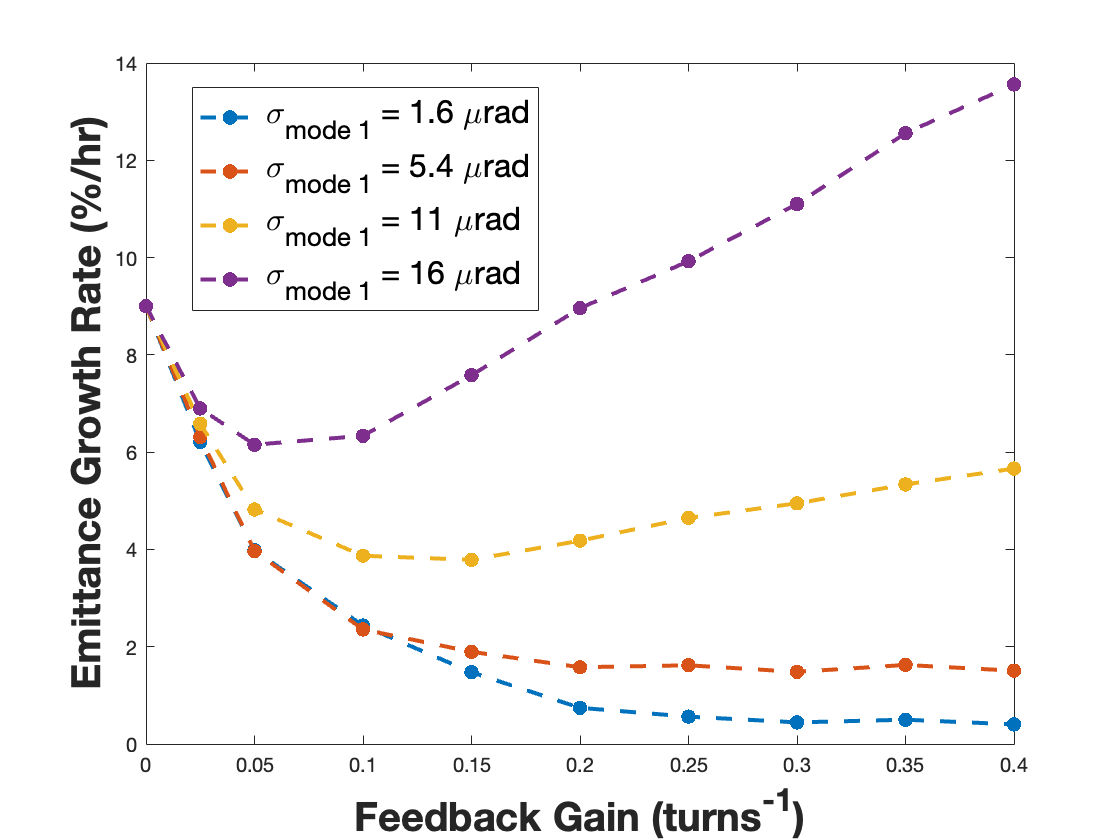 14
12
10
8
6
4
2
0
Emittance Growth Rate (%/hr)
σmode 1 = 1.6 μrad
σmode 1 = 5.4 μrad
σmode 1 = 11 μrad
σmode 1 = 16 μrad
0 0.05 0.1 0.15 0.2 0.25 0.3 0.35 0.4
Feedback Gain (turns-1)